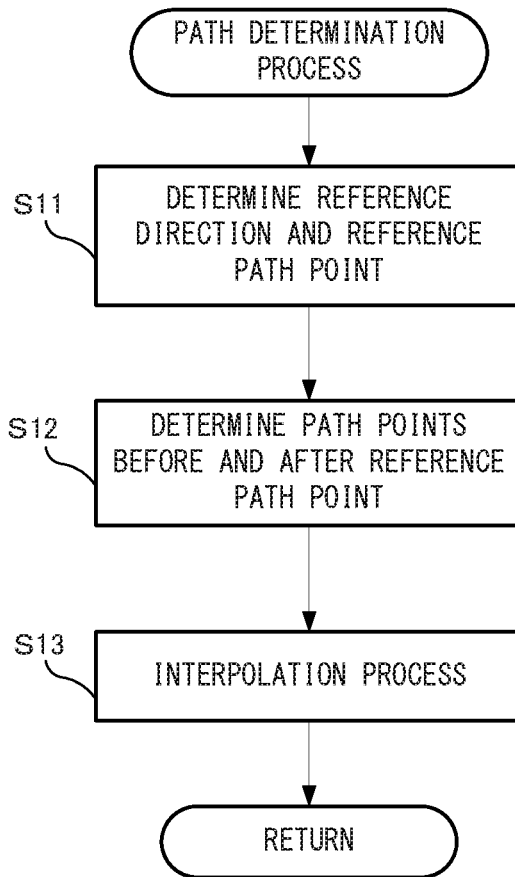 PATH DETERMINATION
PROCESS
S11
DETERMINE REFERENCE
DIRECTION AND REFERENCE
PATH POINT
S12
DETERMINE PATH POINTS
BEFORE AND AFTER REFERENCE
PATH POINT
S13
INTERPOLATION PROCESS
RETURN